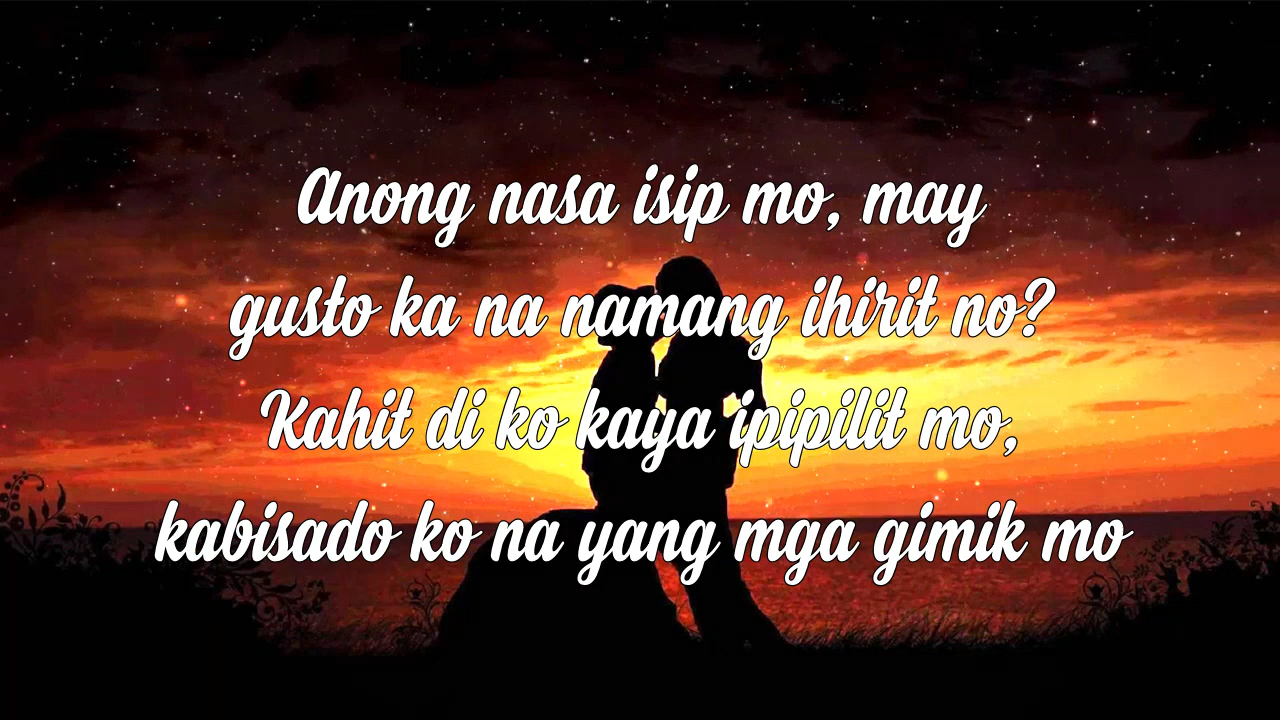 Anong nasa isip mo, may
gusto ka na namang ihirit no?
Kahit di ko kaya ipipilit mo,
kabisado ko na yang mga gimik mo